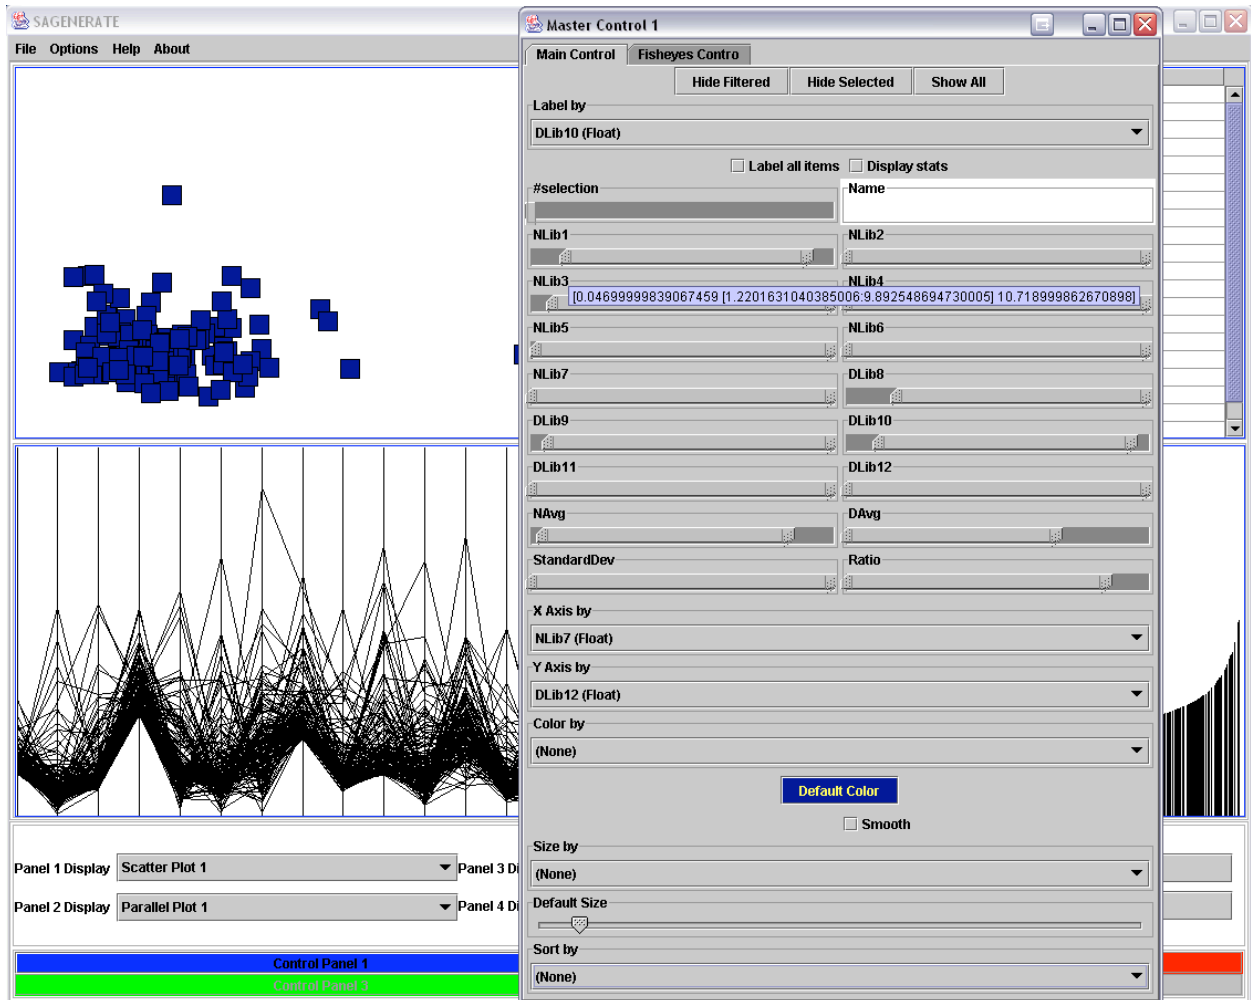 SAGENERATE
File Options Help About
Master Control 1
Main Control Fisheyes Contro
Hide Filtered Hide Selected Show All
Label by
DLib10 (Float)
Label all items Display stats
#selection Name
NLib1 NLib2
NLib3 NLib4
[0.04699999839067459 [1.2201631040385006:9.892548694730005] 10.718999862670898]
NLib5 NLib6
NLib7 DLib8
DLib9 DLib10
DLib11 DLib12
NAvg DAvg
StandardDev Ratio
X Axis by
NLib7 (Float)
Y Axis by
DLib12 (Float)
Color by
(None)
Default Color
Smooth
Size by
(None)
Default Size
Sort by
(None)
Panel 1 Display Scatter Plot 1 Panel 3 Di
Panel 2 Display Parallel Plot 1 Panel 4 Di
Control Panel 1
Control Panel 3